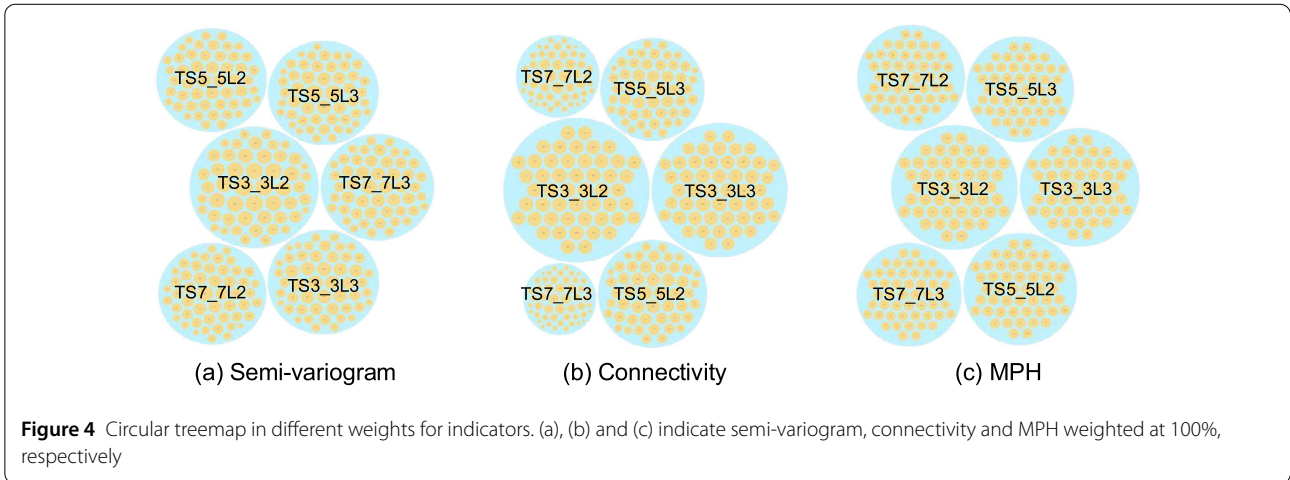 TS5_5L2
TS5_5L3
TS3_3L2
TS7_7L3
TS7_7L2
TS3_3L3
(a) Semi-variogram
TS7_7L2
TS5_5L3
TS3_3L2
TS3_3L3
TS7_7L3
TS5_5L2
(b) Connectivity
TS7_7L2
TS5_5L3
TS3_3L2
TS3_3L3
TS7_7L3
TS5_5L2
(c) MPH
Figure 4 Circular treemap in different weights for indicators. (a), (b) and (c) indicate semi-variogram, connectivity and MPH weighted at 100%,
respectively